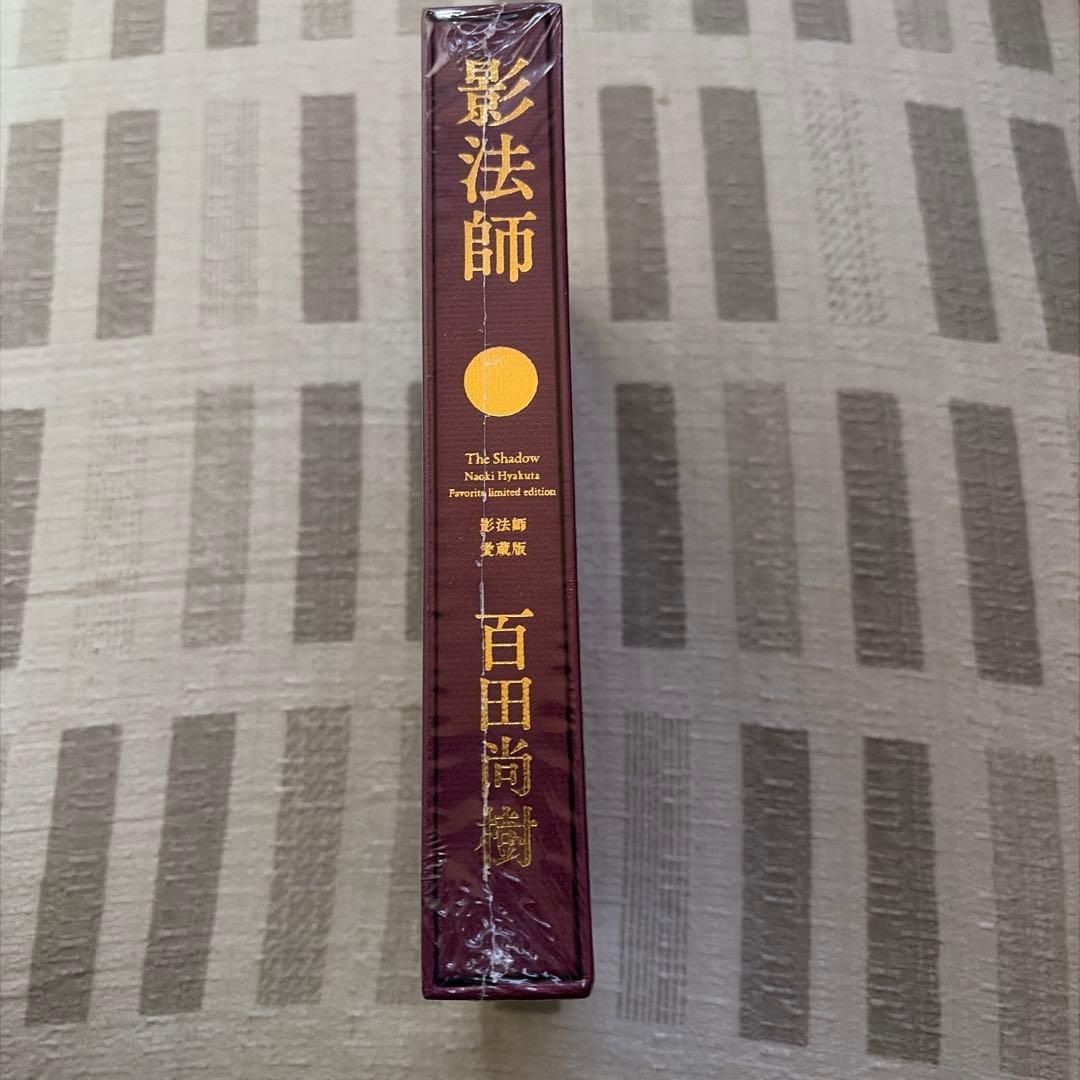 影法師
The Shadow
Naoki Hyakuta
Favorite limited edition
影法師
愛蔵版
百田尚樹